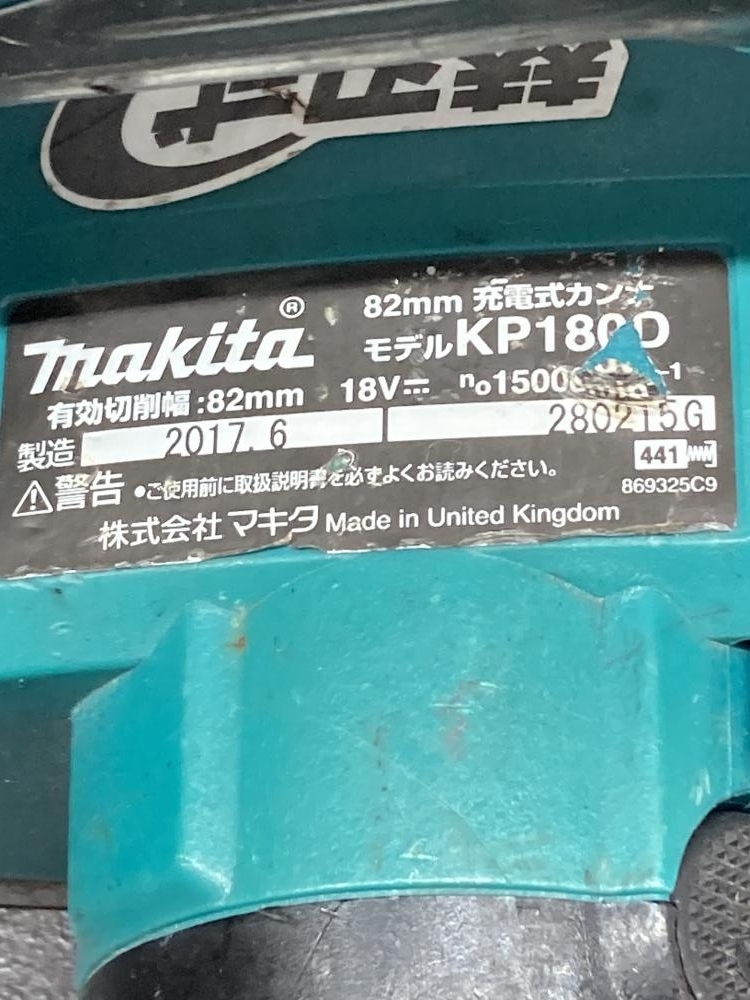 makita®
82mm 充電式カンナ
モデルKP180D
有効切削幅:82mm 18V⎓ n₀15000min⁻¹
製造 2017.6 280215G
⚠警告 •ご使用前に取扱説明書を必ずよくお読みください。
441
869325C9
株式会社 マキタ Made in United Kingdom